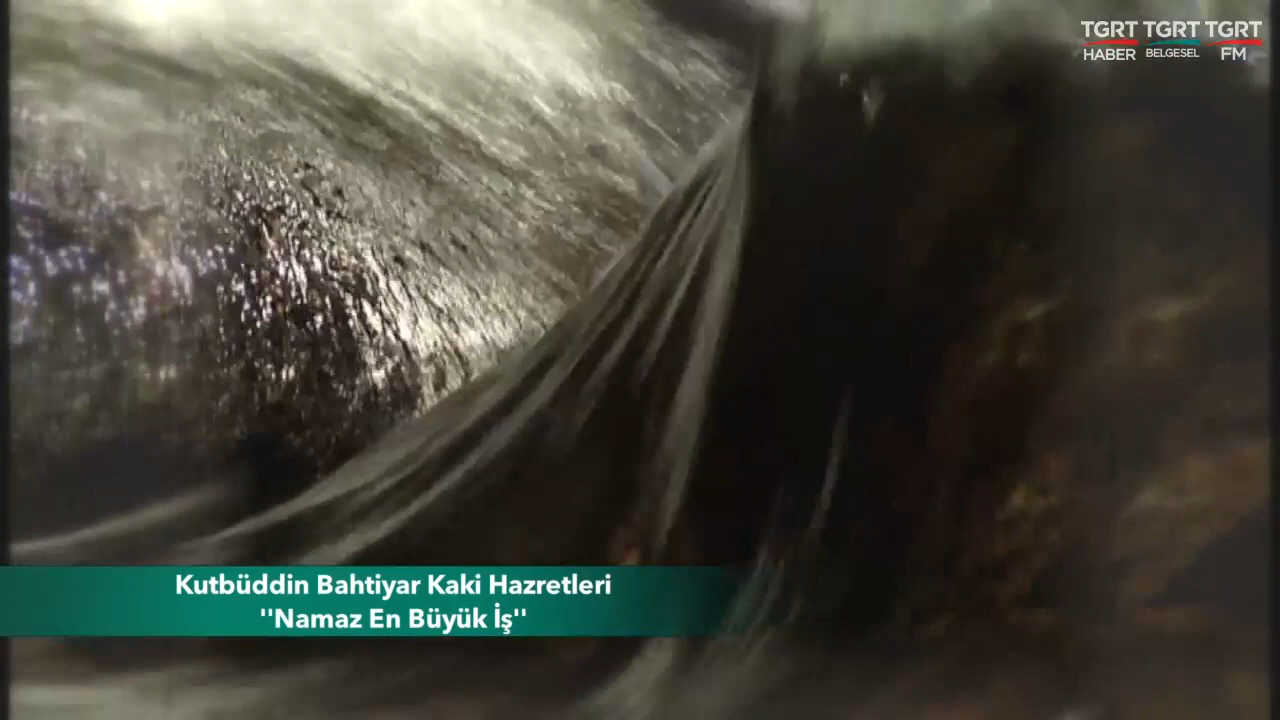 TGRT TGRT TGRT
HABER BELGESEL FM
Kutbüddin Bahtiyar Kaki Hazretleri
''Namaz En Büyük İş''